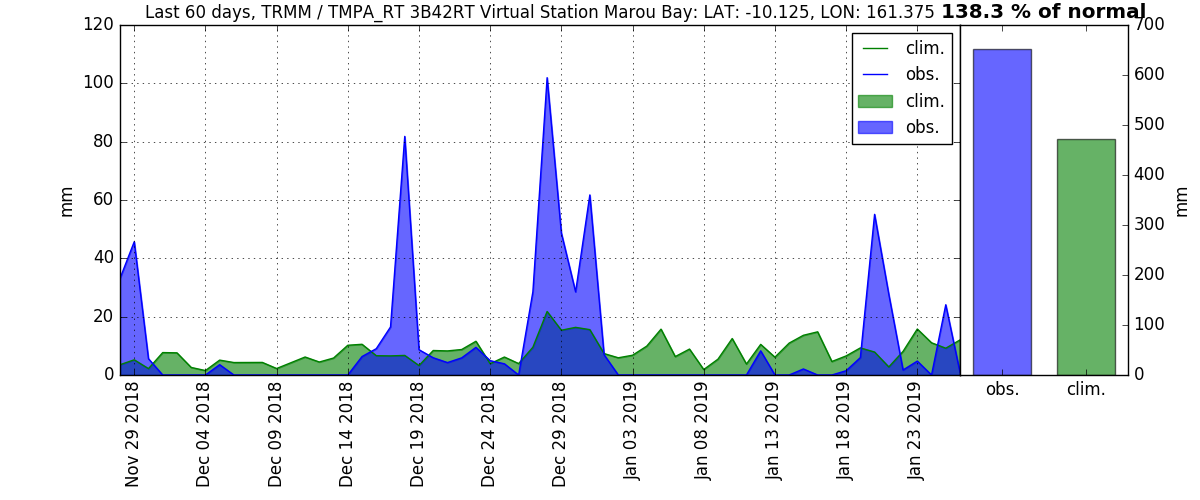 Last 60 days, TRMM / TMPA_RT 3B42RT Virtual Station Marou Bay: LAT: -10.125, LON: 161.375 138.3 % of normal
120
100
80
60
40
20
0
mm
clim.
obs.
clim.
obs.
Nov 29 2018
Dec 04 2018
Dec 09 2018
Dec 14 2018
Dec 19 2018
Dec 24 2018
Dec 29 2018
Jan 03 2019
Jan 08 2019
Jan 13 2019
Jan 18 2019
Jan 23 2019
700
600
500
400
300
200
100
0
mm
obs.
clim.